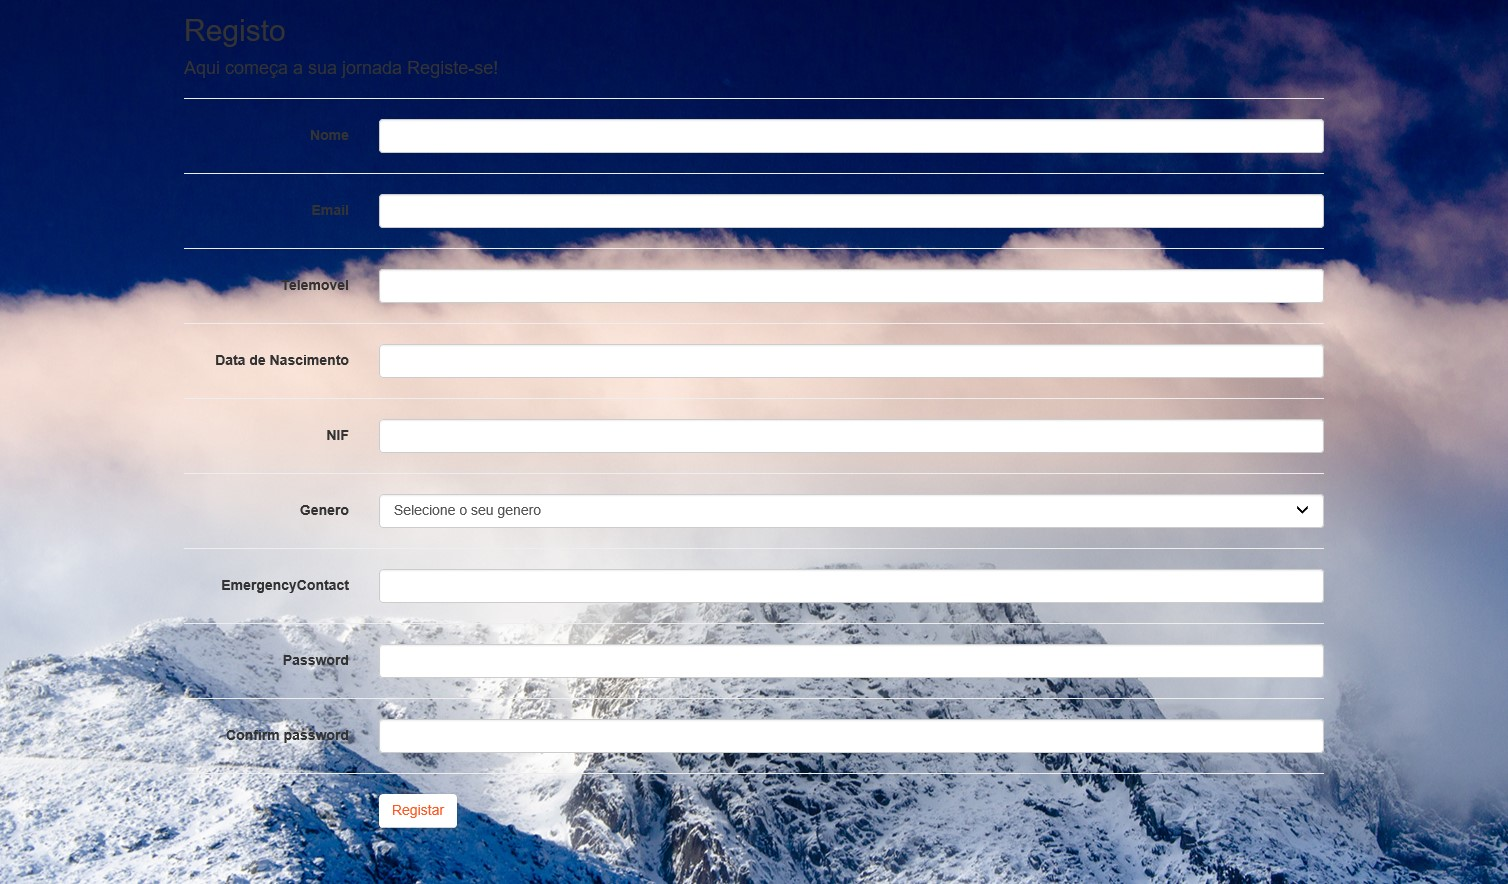 Registo
Aqui começa a sua jornada Registe-se!
Nome
Email
Telemovel
Data de Nascimento
NIF
Genero
Selecione o seu genero
EmergencyContact
Password
Confirm password
Registar